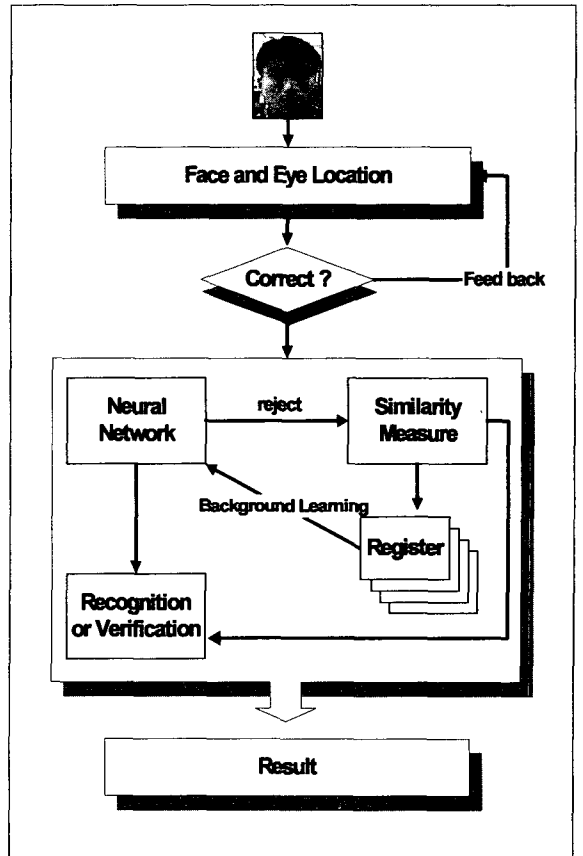 Face and Eye Location
Correct ?
Feed back
Neural
Network
reject
Similarity
Measure
Background Learning
Register
Recognition
or Verification
Result